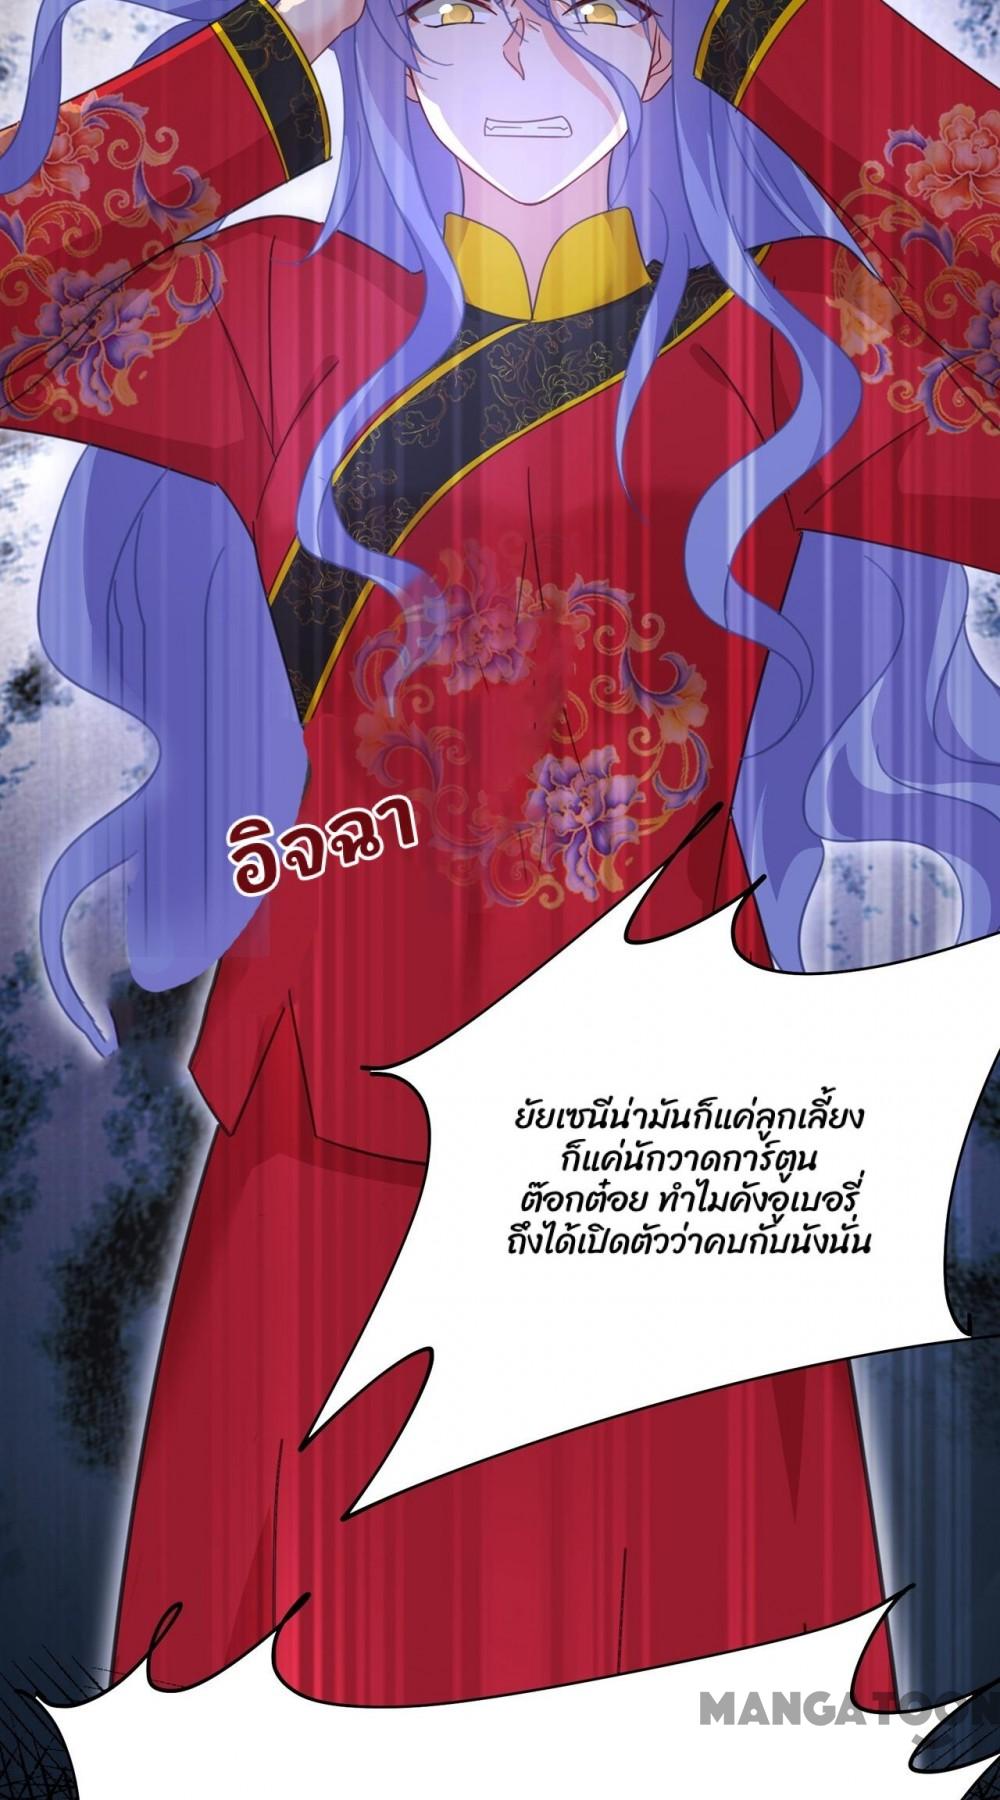 อิจฉา
ยัยเซนีน่ามันก็แค่ลูกเลี้ยง
ก็แค่นักวาดการ์ตูน
ต๊อกต๋อย ทำไมคังอูเบอรี่
ถึงได้เปิดตัวว่าคบกับนังนั่น
MANGATOON